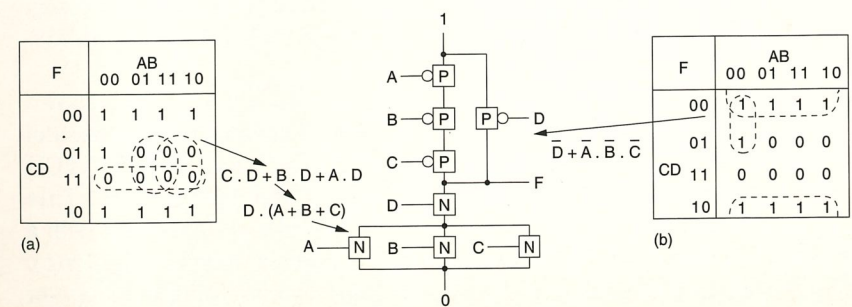 F
AB
00 01 11 10
00 1 1 1 1
01 1 0 0 0
CD
11 0 0 0 0
10 1 1 1 1
(a)
C.D+B.D+A.D
D.(A+B+C)
1
A P
B P P D
C P
F
D N
A N B N C N
0
D̅+A̅.B̅.C̅
F
AB
00 01 11 10
00 1 1 1 1
01 1 0 0 0
CD 11 0 0 0 0
10 1 1 1 1
(b)